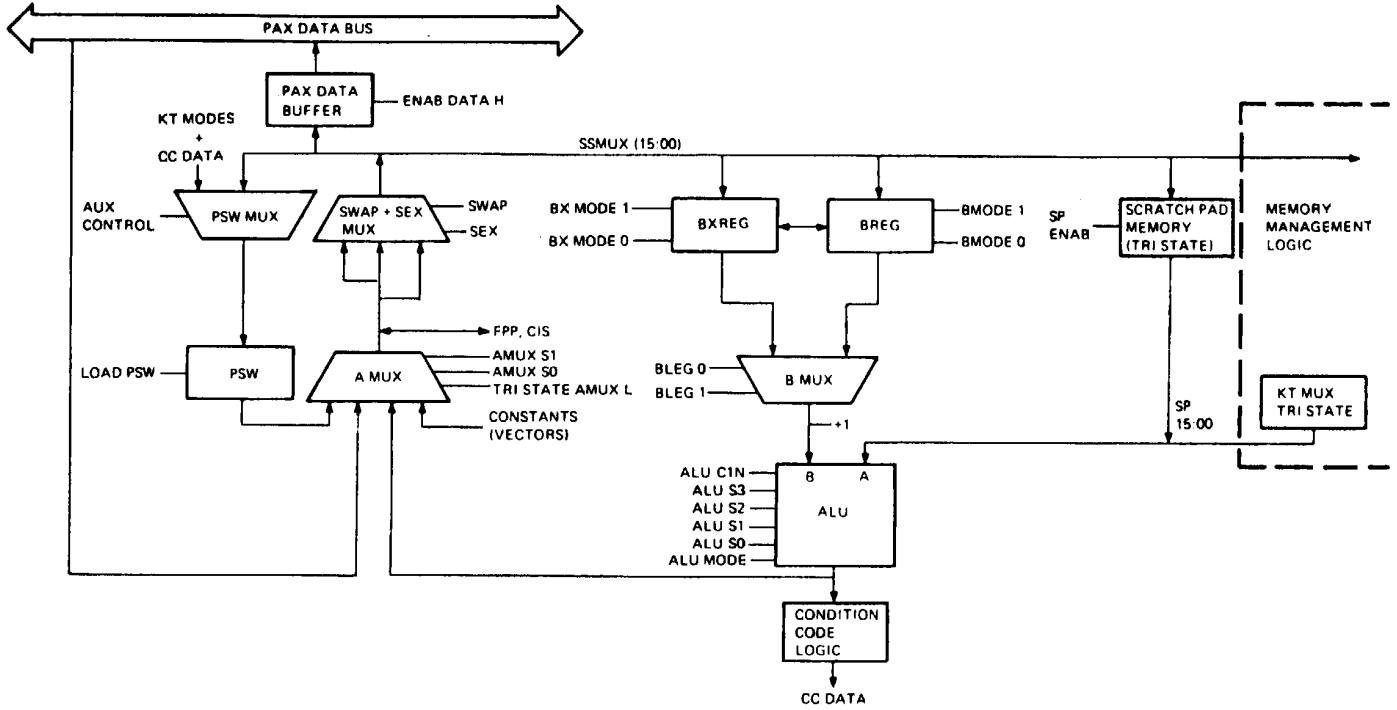 PAX DATA BUS
PAX DATA
BUFFER
ENAB DATA H
KT MODES
+
CC DATA
SSMUX (15:00)
AUX
CONTROL
PSW MUX
SWAP + SEX
MUX
SWAP
SEX
BX MODE 1
BX MODE 0
BXREG
BREG
BMODE 1
BMODE 0
SP
ENAB
SCRATCH PAD
MEMORY
(TRI STATE)
MEMORY
MANAGEMENT
LOGIC
FPP, CIS
LOAD PSW
PSW
A MUX
AMUX S1
AMUX S0
TRI STATE AMUX L
CONSTANTS
(VECTORS)
BLEG 0
BLEG 1
B MUX
+1
SP
15:00
KT MUX
TRI STATE
ALU C1N
ALU S3
ALU S2
ALU S1
ALU S0
ALU MODE
B A
ALU
CONDITION
CODE
LOGIC
CC DATA